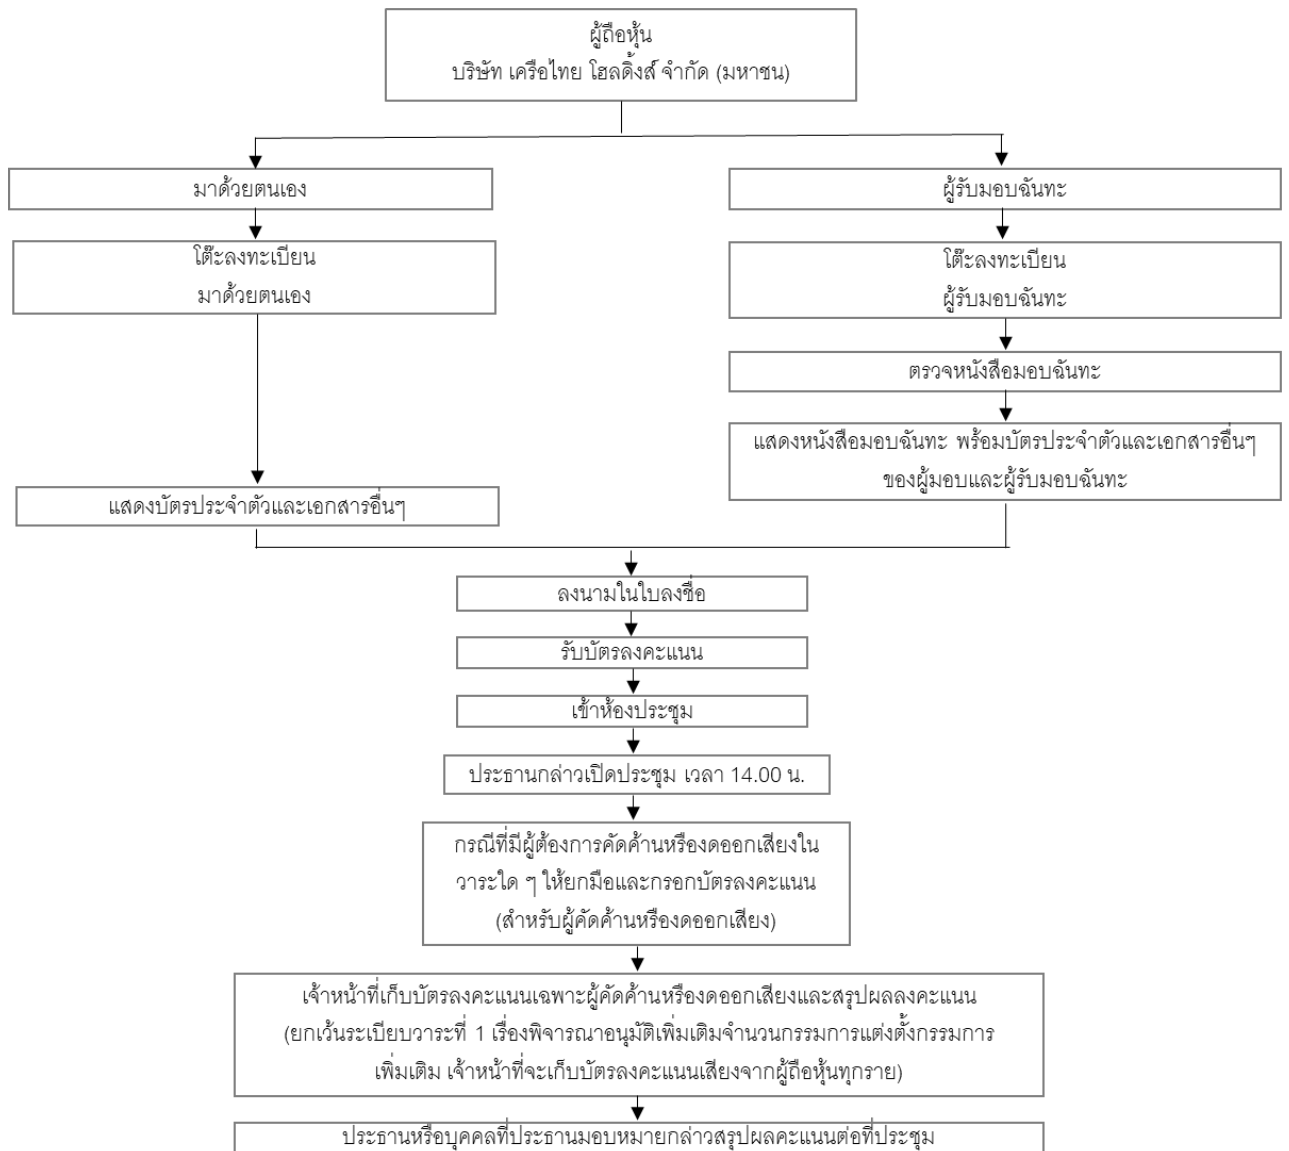 ผู้ถือหุ้น
บริษัท เครือไทย โฮลดิ้งส์ จำกัด (มหาชน)
มาด้วยตนเอง
ผู้รับมอบฉันทะ
โต๊ะลงทะเบียน
มาด้วยตนเอง
โต๊ะลงทะเบียน
ผู้รับมอบฉันทะ
ตรวจหนังสือมอบฉันทะ
แสดงหนังสือมอบฉันทะ พร้อมบัตรประจำตัวและเอกสารอื่นๆ
ของผู้มอบและผู้รับมอบฉันทะ
แสดงบัตรประจำตัวและเอกสารอื่นๆ
ลงนามในใบลงชื่อ
รับบัตรลงคะแนน
เข้าห้องประชุม
ประธานกล่าวเปิดประชุม เวลา 14.00 น.
กรณีที่มีผู้ต้องการคัดค้านหรืองดออกเสียงใน
วาระใด ๆ ให้ยกมือและกรอกบัตรลงคะแนน
(สำหรับผู้คัดค้านหรืองดออกเสียง)
เจ้าหน้าที่เก็บบัตรลงคะแนนเฉพาะผู้คัดค้านหรืองดออกเสียงและสรุปผลลงคะแนน
(ยกเว้นระเบียบวาระที่ 1 เรื่องพิจารณาอนุมัติเพิ่มเติมจำนวนกรรมการแต่งตั้งกรรมการ
เพิ่มเติม เจ้าหน้าที่จะเก็บบัตรลงคะแนนเสียงจากผู้ถือหุ้นทุกราย)
ประธานหรือบุคคลที่ประธานมอบหมายกล่าวสรุปผลคะแนนต่อที่ประชุม